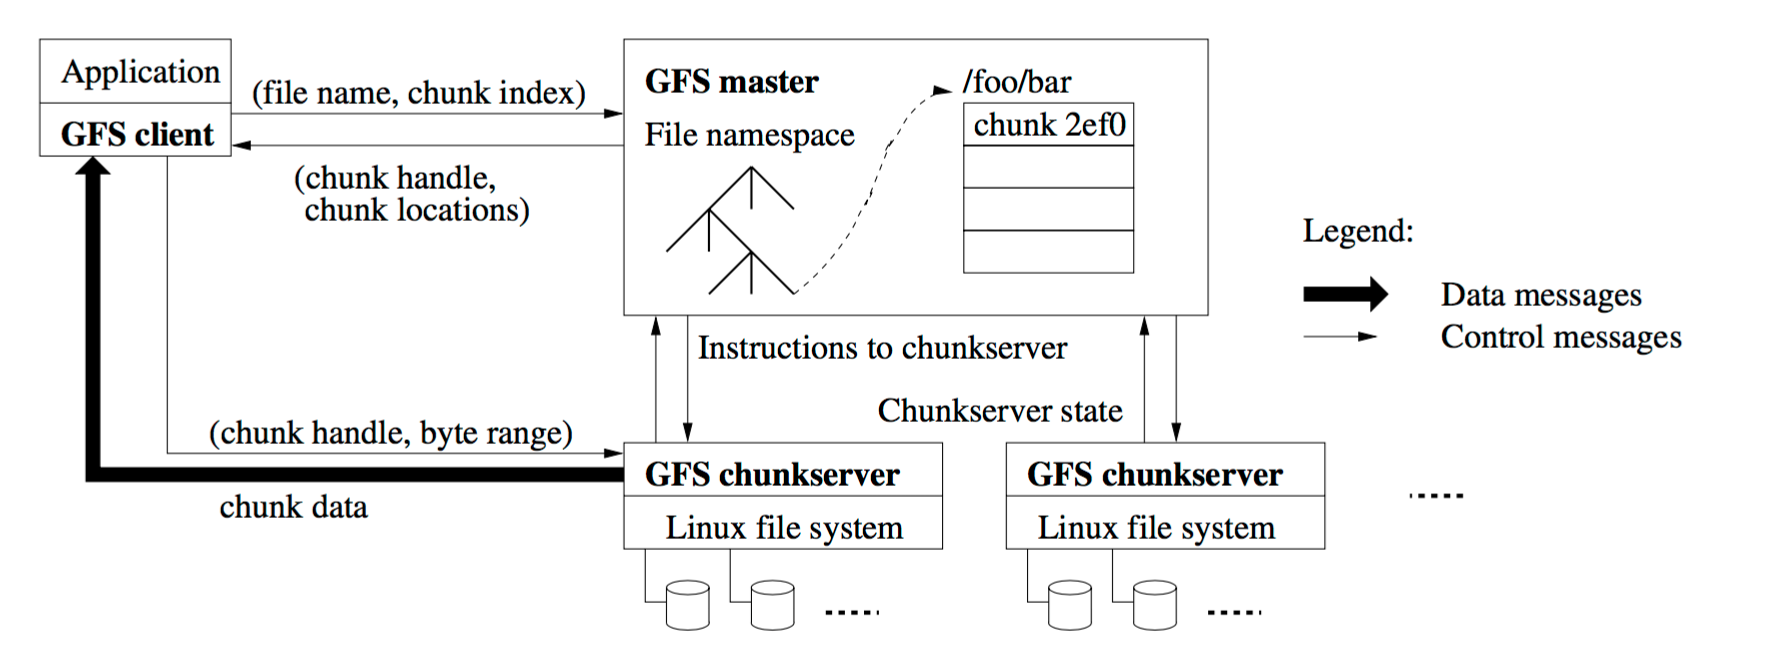 Application
GFS client
(file name, chunk index)
(chunk handle,
chunk locations)
GFS master
File namespace
/foo/bar
chunk 2ef0
Legend:
Data messages
Control messages
Instructions to chunkserver
Chunkserver state
(chunk handle, byte range)
chunk data
GFS chunkserver
Linux file system
GFS chunkserver
Linux file system